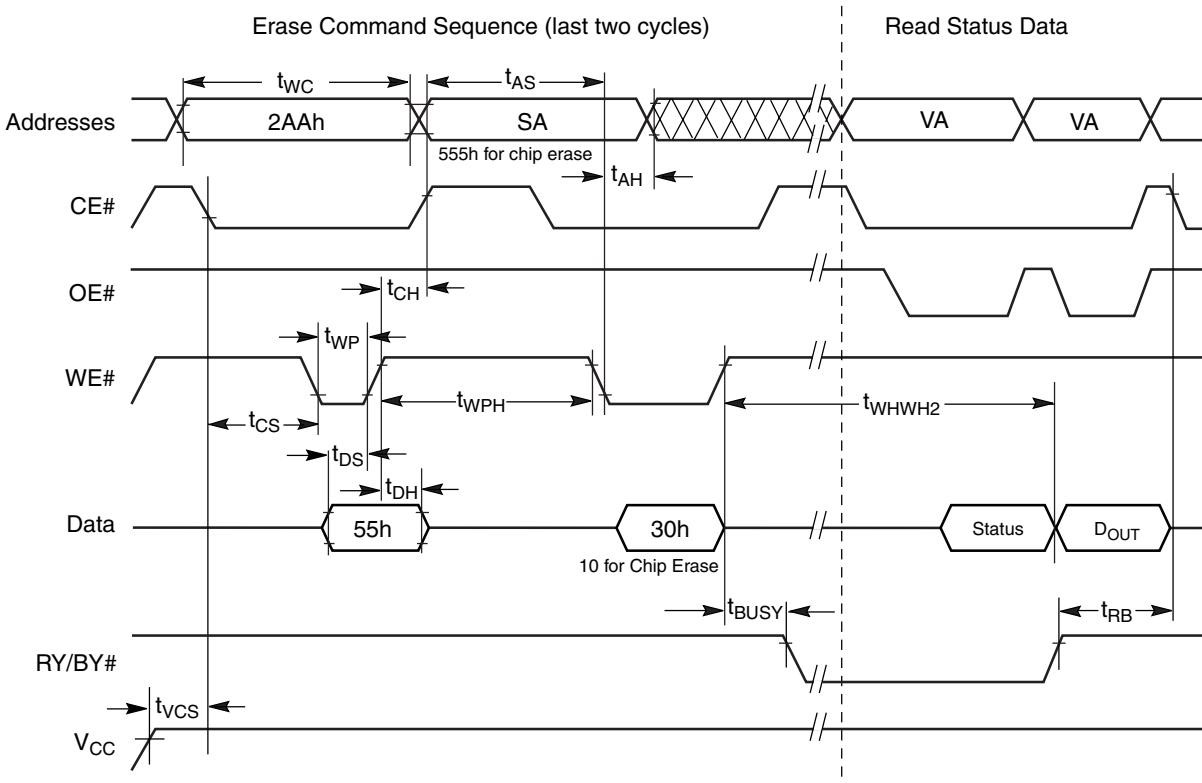 Erase Command Sequence (last two cycles) Read Status Data
tWC tAS
Addresses 2AAh SA VA VA
555h for chip erase
tAH
CE#
tCH
OE#
tWP
WE#
tWPH tWHWH2
tCS
tDS
tDH
Data 55h 30h Status DOUT
10 for Chip Erase
tBUSY tRB
RY/BY#
tVCS
VCC